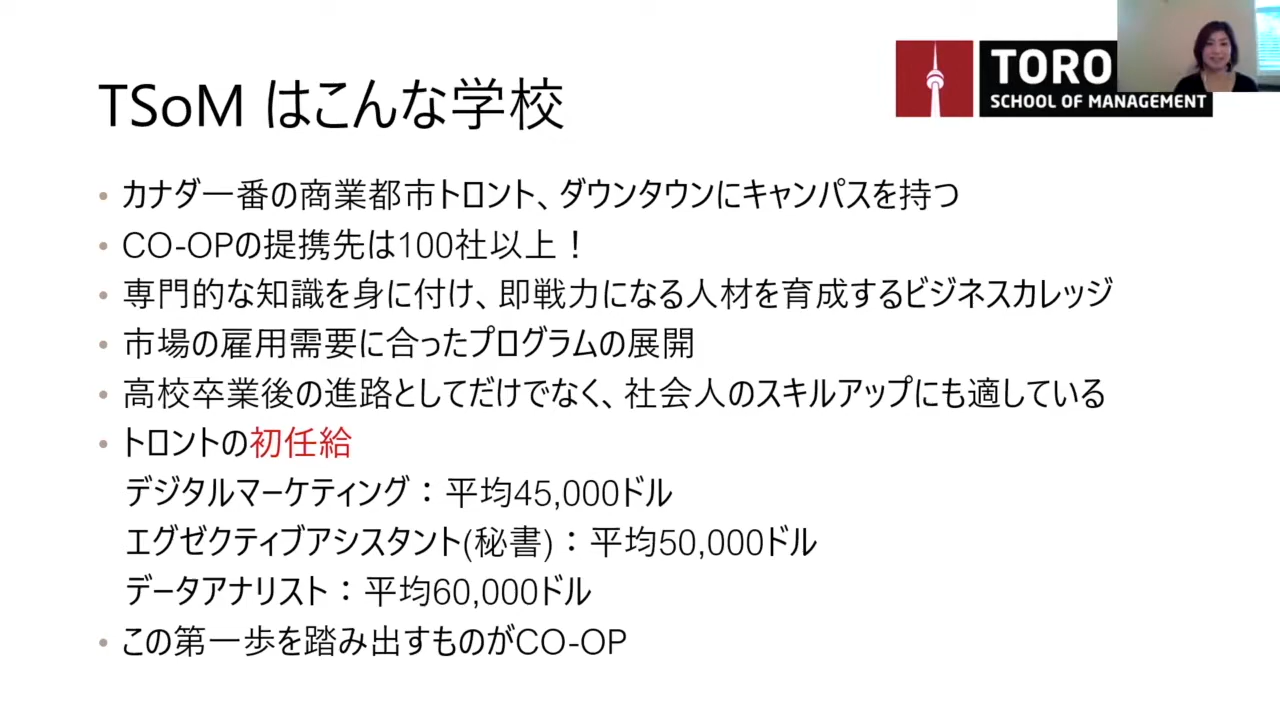 TSoM はこんな学校
TORO
SCHOOL OF MANAGEMENT
• カナダ一番の商業都市トロント、ダウンタウンにキャンパスを持つ
• CO-OPの提携先は100社以上！
• 専門的な知識を身に付け、即戦力になる人材を育成するビジネスカレッジ
• 市場の雇用需要に合ったプログラムの展開
• 高校卒業後の進路としてだけでなく、社会人のスキルアップにも適している
• トロントの初任給
デジタルマーケティング：平均45,000ドル
エグゼクティブアシスタント(秘書)：平均50,000ドル
データアナリスト：平均60,000ドル
• この第一歩を踏み出すものがCO-OP